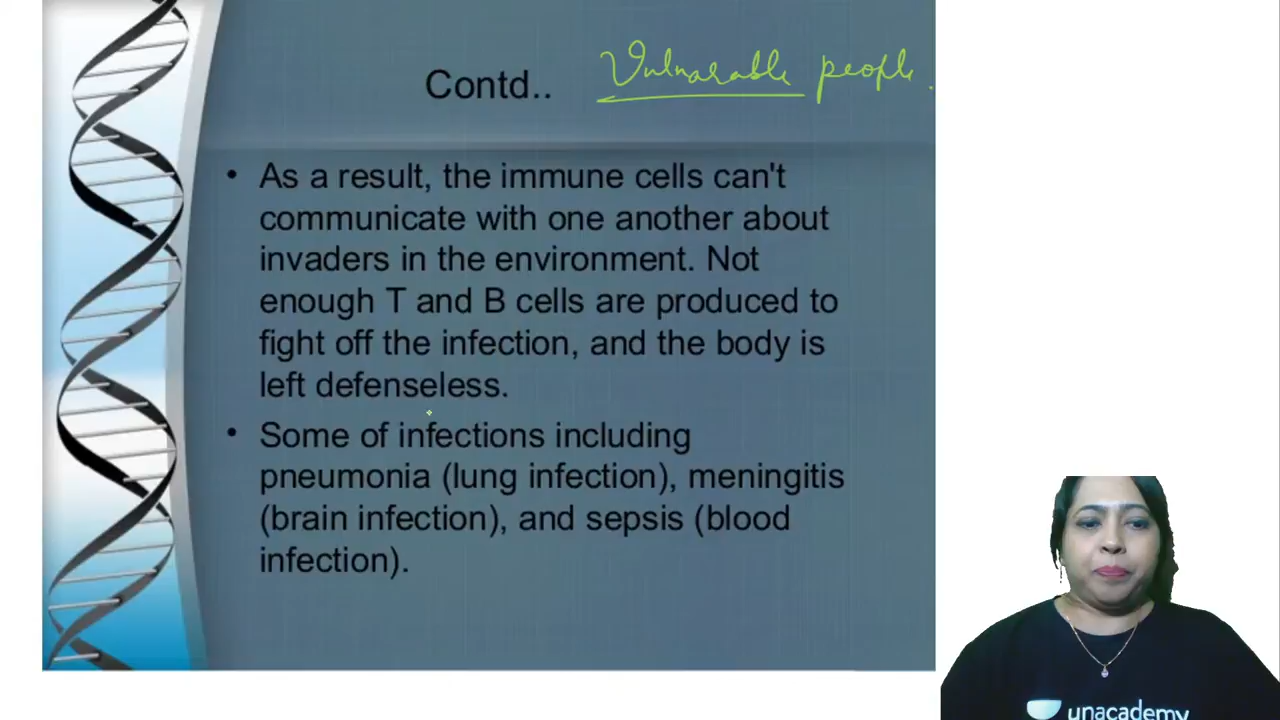 Contd.. Vulnarable people.
• As a result, the immune cells can't
communicate with one another about
invaders in the environment. Not
enough T and B cells are produced to
fight off the infection, and the body is
left defenseless.
• Some of infections including
pneumonia (lung infection), meningitis
(brain infection), and sepsis (blood
infection).
unacademy